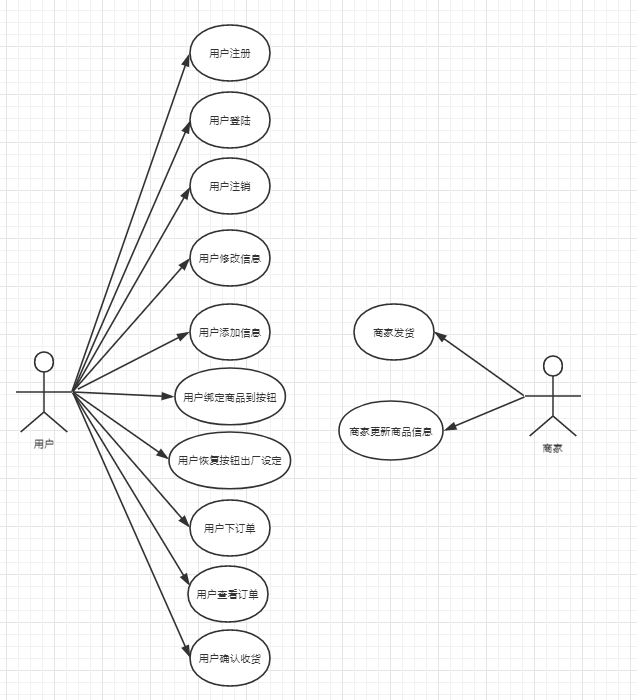 用户注册
用户登陆
用户注销
用户修改信息
用户添加信息
用户绑定商品到按钮
用户恢复按钮出厂设定
用户下订单
用户查看订单
用户确认收货
用户
商家发货
商家更新商品信息
商家